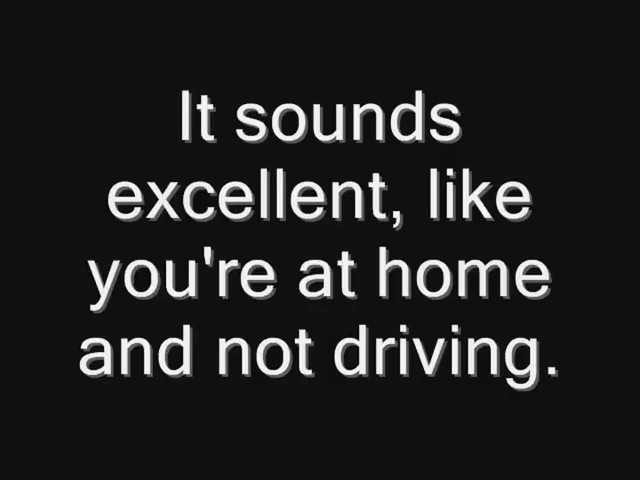 It sounds
excellent, like
you're at home
and not driving.